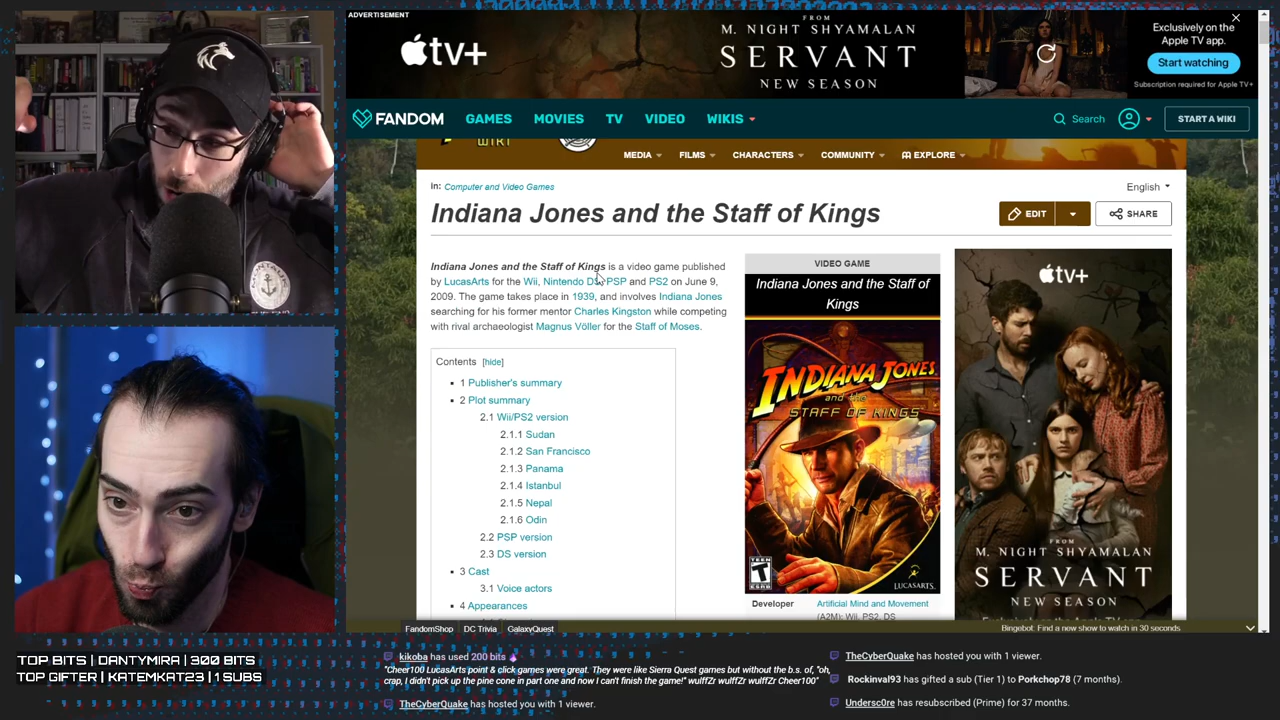 ADVERTISEMENT
tv+
FROM
M. NIGHT SHYAMALAN
SERVANT
NEW SEASON
Exclusively on the
Apple TV app.
Start watching
Subscription required for Apple TV+
FANDOM
GAMES
MOVIES
TV
VIDEO
WIKIS
Search
START A WIKI
MEDIA
FILMS
CHARACTERS
COMMUNITY
EXPLORE
in: Computer and Video Games
English
Indiana Jones and the Staff of Kings
EDIT
SHARE
Indiana Jones and the Staff of Kings is a video game published
by LucasArts for the Wii, Nintendo DS, PSP and PS2 on June 9,
2009. The game takes place in 1939, and involves Indiana Jones
searching for his former mentor Charles Kingston while competing
with rival archaeologist Magnus Völler for the Staff of Moses.
Contents [hide]
1 Publisher's summary
2 Plot summary
2.1 Wii/PS2 version
2.1.1 Sudan
2.1.2 San Francisco
2.1.3 Panama
2.1.4 Istanbul
2.1.5 Nepal
2.1.6 Odin
2.2 PSP version
2.3 DS version
3 Cast
3.1 Voice actors
4 Appearances
VIDEO GAME
Indiana Jones and the Staff of
Kings
INDIANA JONES
and the
STAFF OF KINGS
TEEN
T
ESRB
LUCASARTS
Developer
Artificial Mind and Movement
(A2M): Wii, PS2, DS
tv+
FROM
M. NIGHT SHYAMALAN
SERVANT
NEW SEASON
FandomShop
DC Trivia
GalaxyQuest
Bingebot: Find a new show to watch in 30 seconds
TOP BITS | DANTYMIRA | 300 BITS
TOP GIFTER | KATEMKAT23 | 1 SUBS
kikoba has used 200 bits
"Cheer100 LucasArts point & click games were great. They were like Sierra Quest games but without the b.s. of, "oh,
crap, I didn't pick up the pine cone in part one and now I can't finish the game!" wulffZr wulffZr wulffZr Cheer100"
TheCyberQuake has hosted you with 1 viewer.
TheCyberQuake has hosted you with 1 viewer.
Rockinval93 has gifted a sub (Tier 1) to Porkchop78 (7 months).
Undersc0re has resubscribed (Prime) for 37 months.